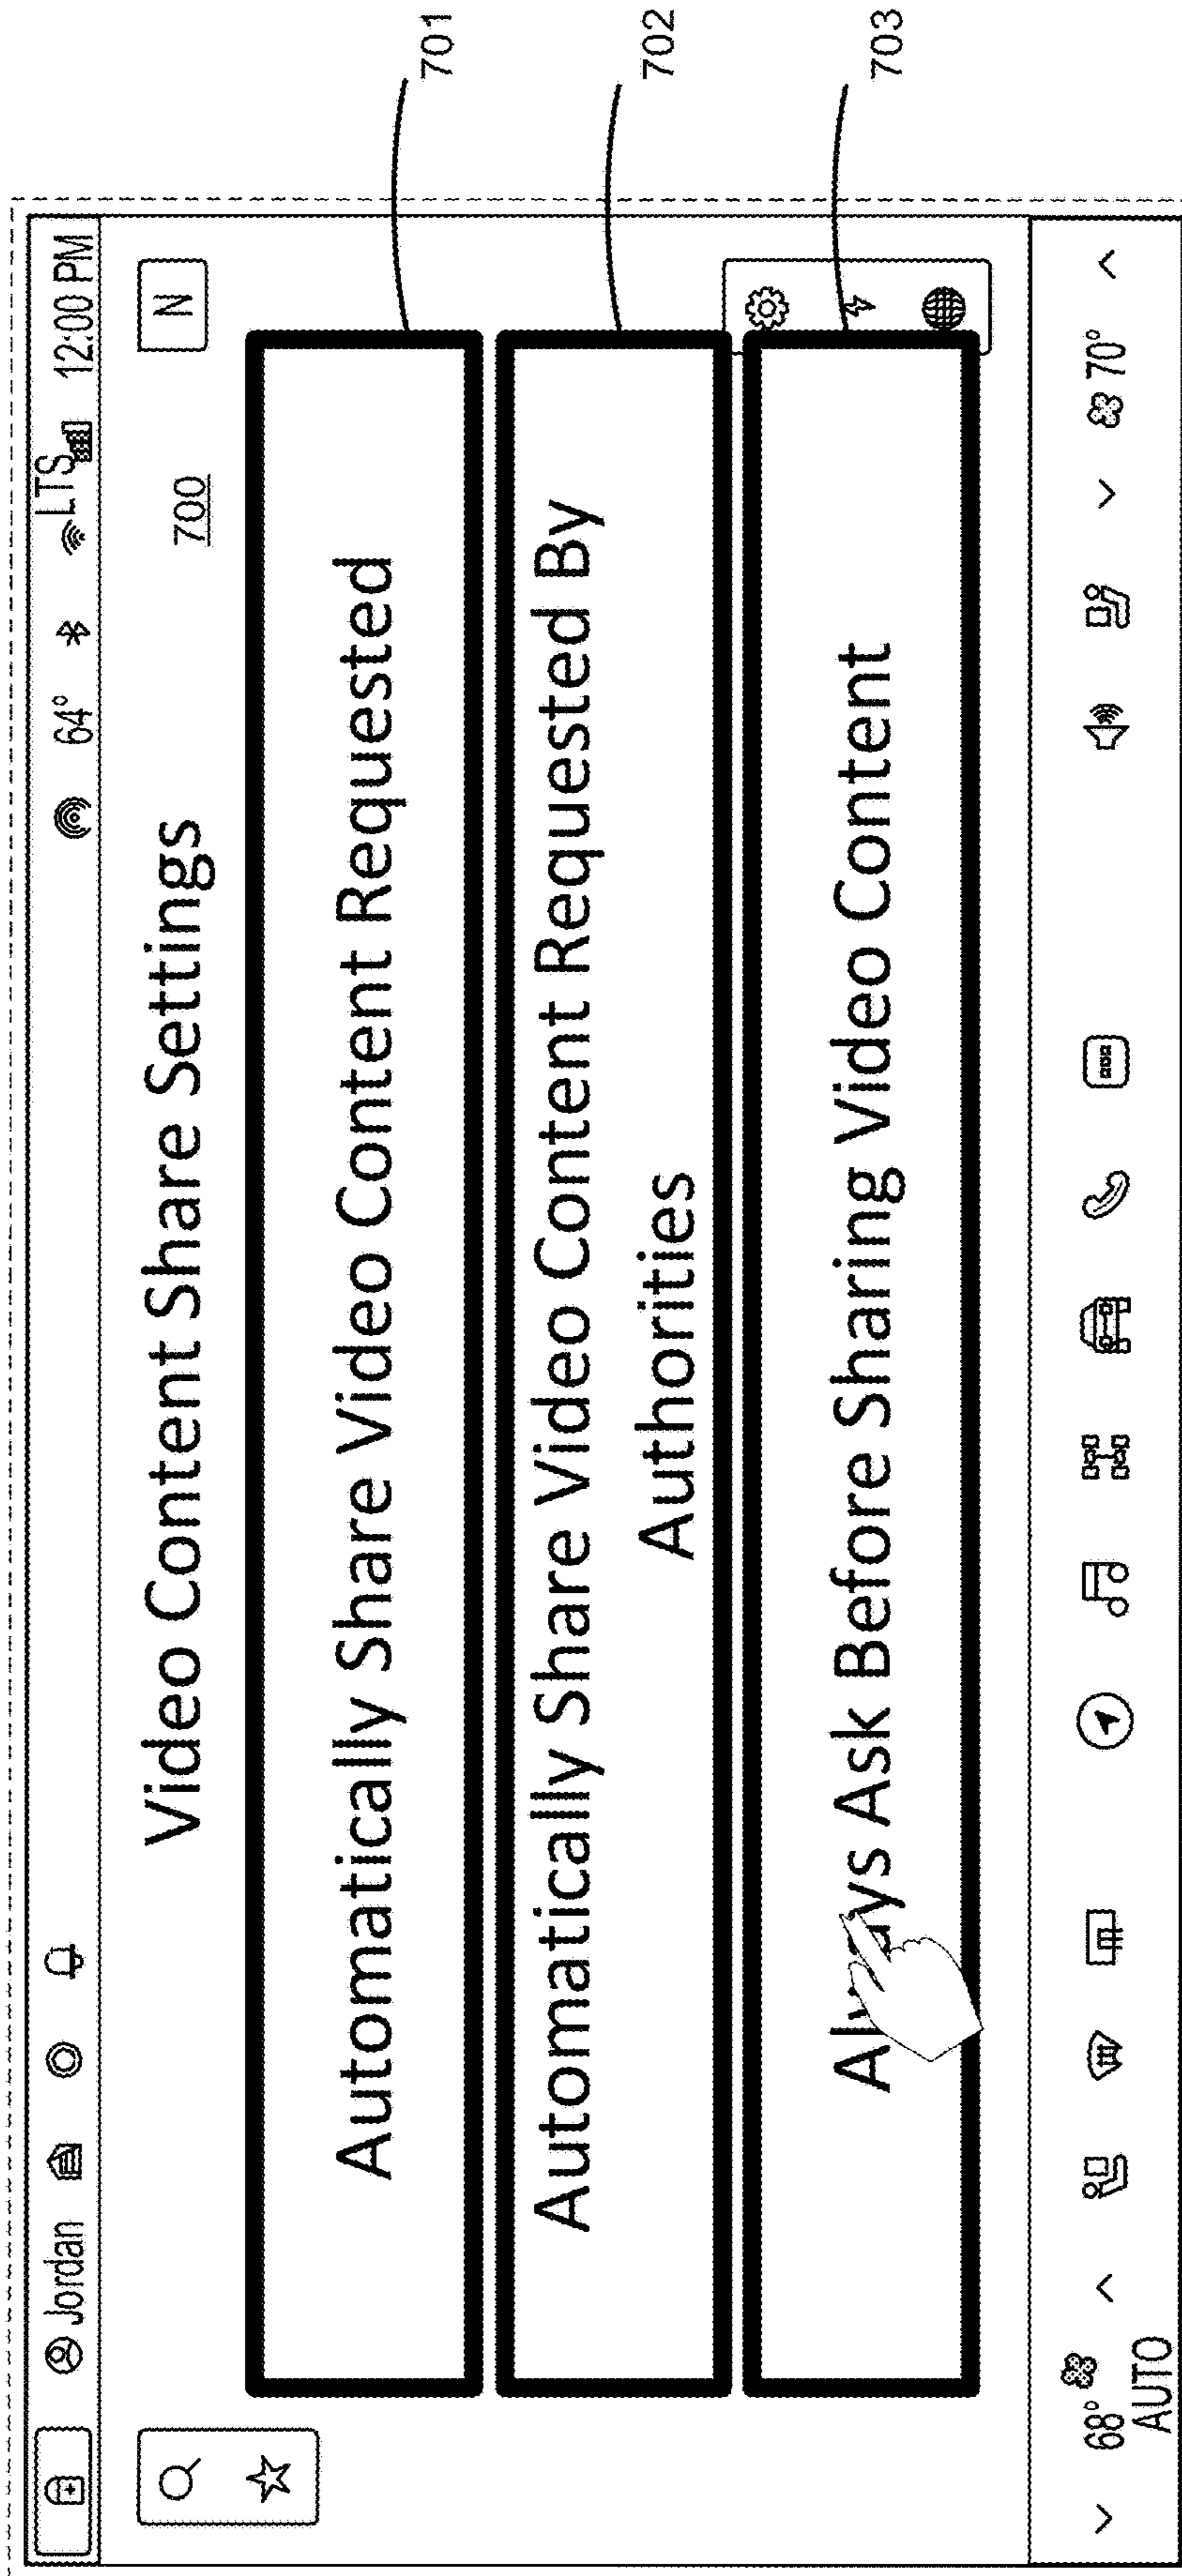 Jordan
64°
LTS
12:00 PM
Video Content Share Settings
700
N
Automatically Share Video Content Requested
701
Automatically Share Video Content Requested By
Authorities
702
Always Ask Before Sharing Video Content
703
68°
AUTO
70°